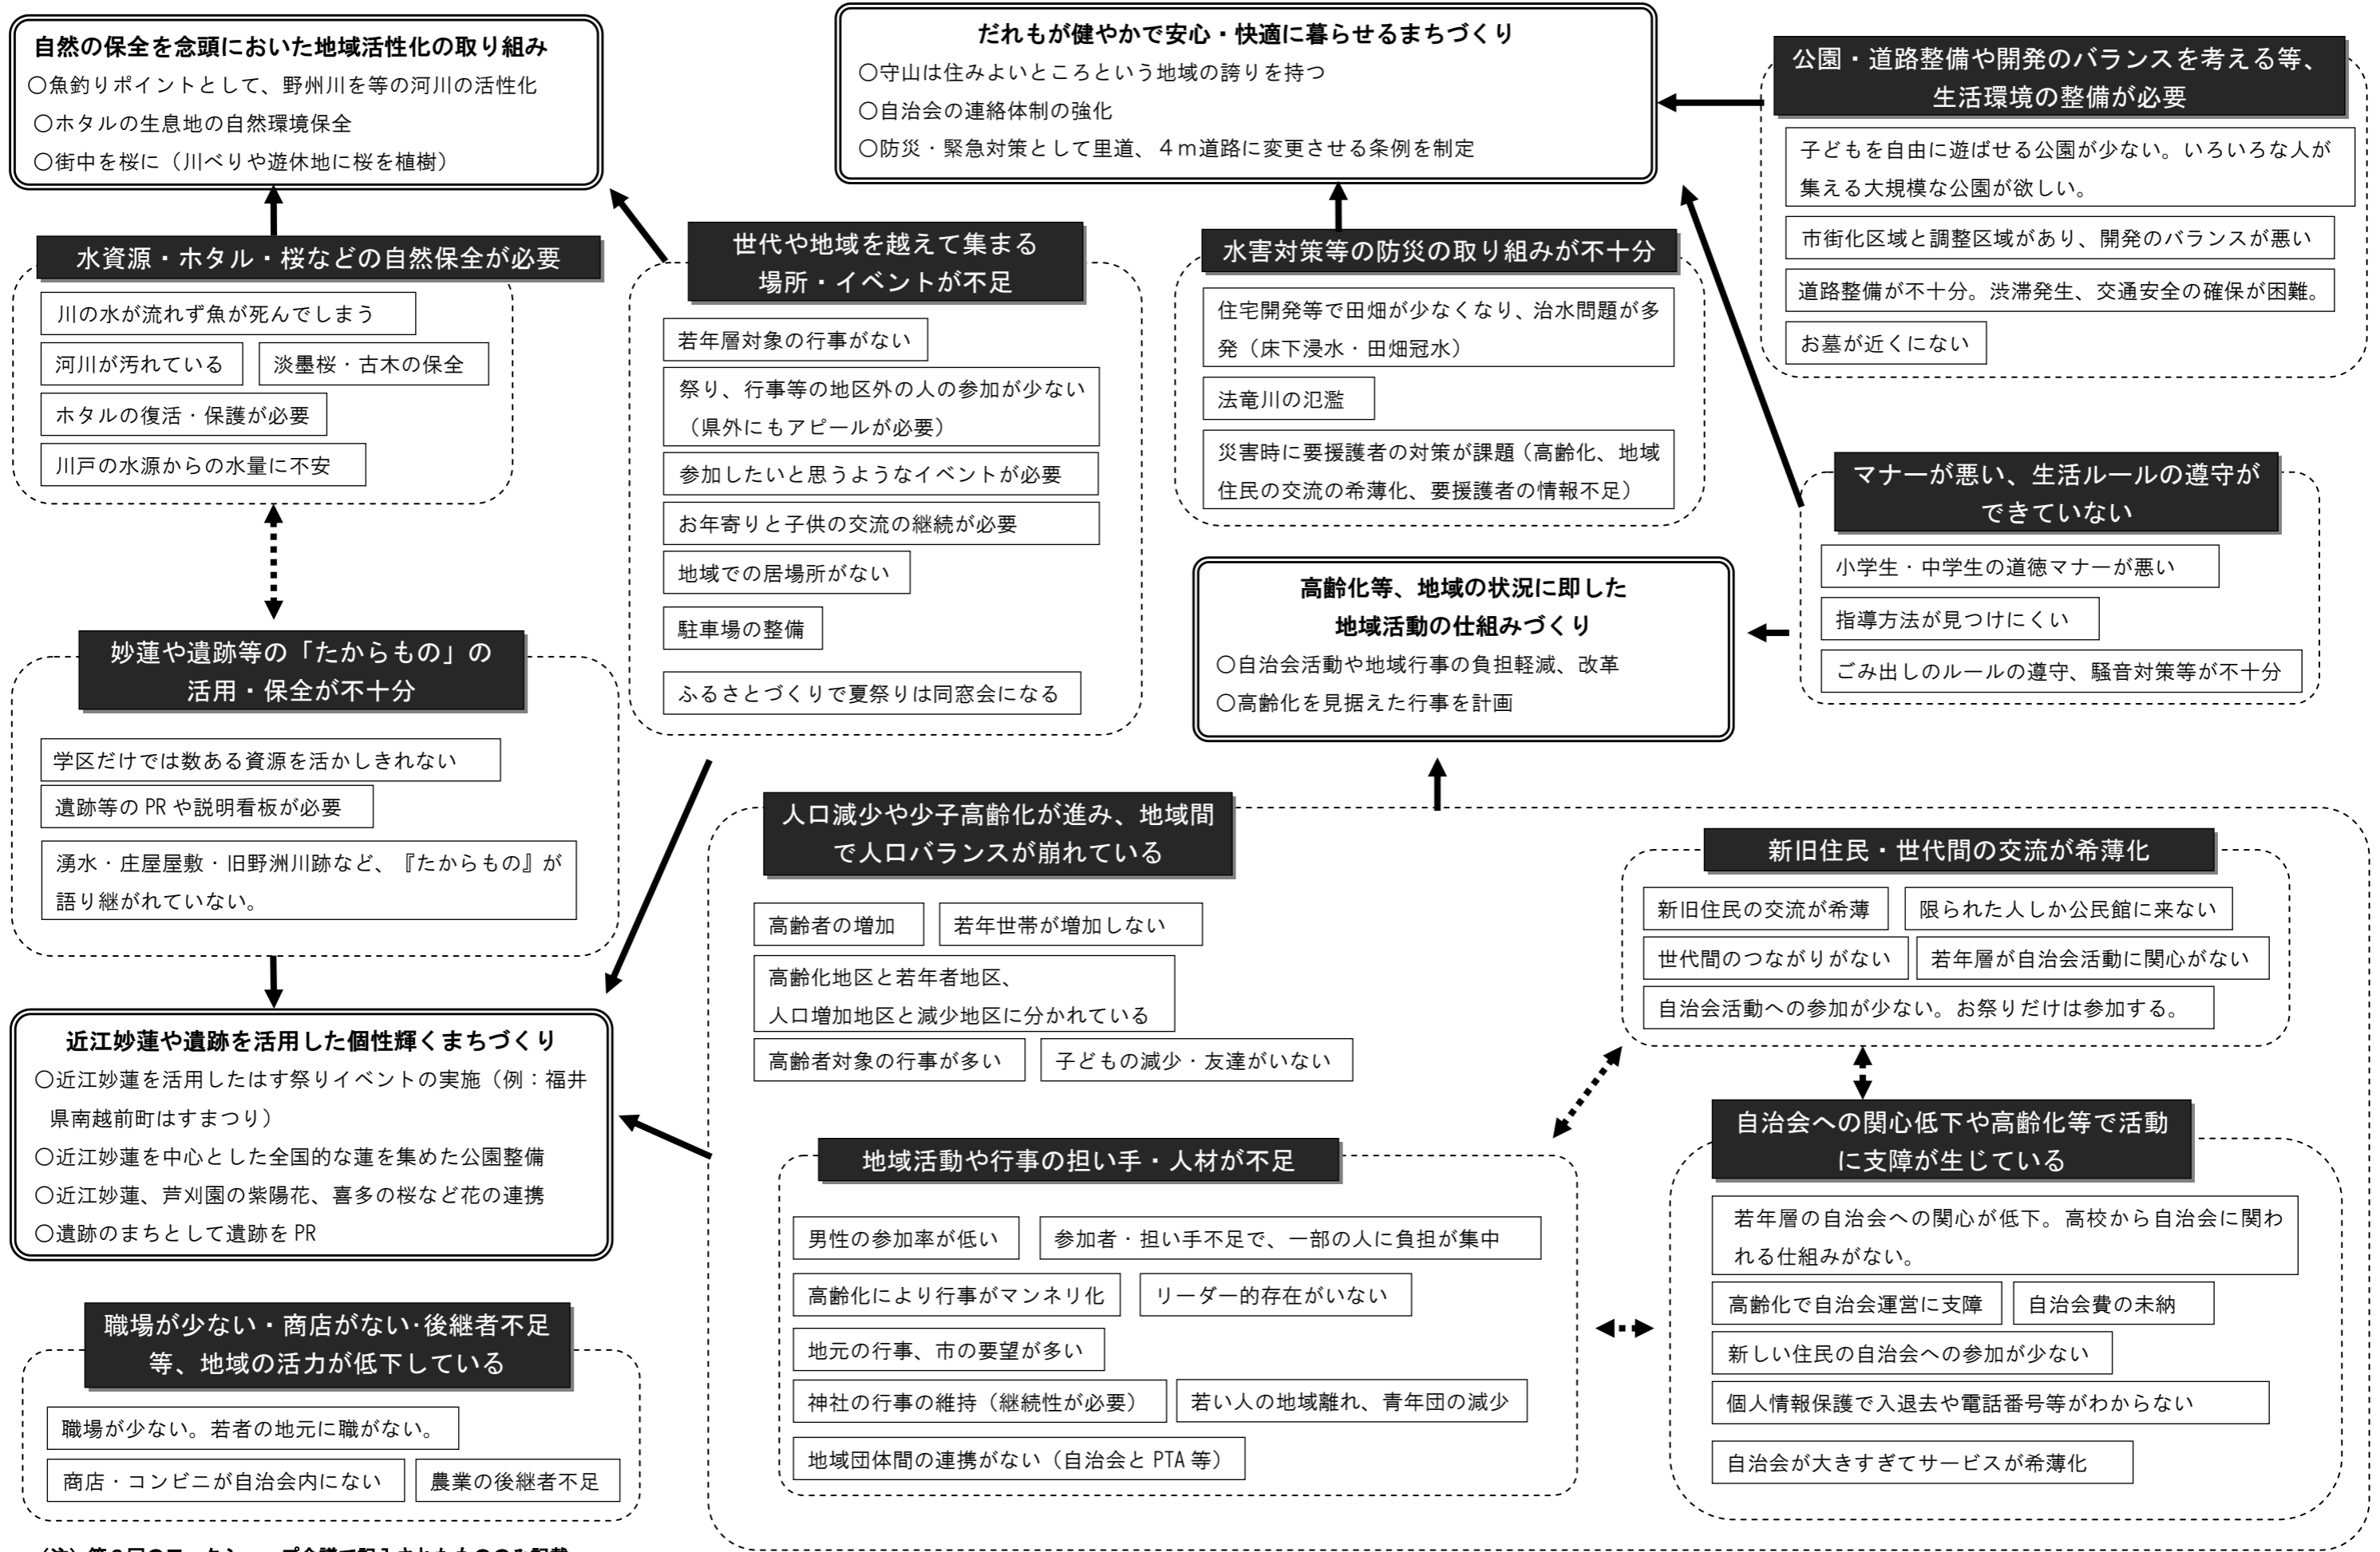 自然の保全を念頭においた地域活性化の取り組み
○魚釣りポイントとして、野州川を等の河川の活性化
○ホタルの生息地の自然環境保全
○街中を桜に（川べりや遊休地に桜を植樹）
だれもが健やかで安心・快適に暮らせるまちづくり
○守山は住みよいところという地域の誇りを持つ
○自治会の連絡体制の強化
○防災・緊急対策として里道、４ｍ道路に変更させる条例を制定
公園・道路整備や開発のバランスを考える等、
生活環境の整備が必要
子どもを自由に遊ばせる公園が少ない。いろいろな人が
集える大規模な公園が欲しい。
市街化区域と調整区域があり、開発のバランスが悪い
道路整備が不十分。渋滞発生、交通安全の確保が困難。
お墓が近くにない
水資源・ホタル・桜などの自然保全が必要
川の水が流れず魚が死んでしまう
河川が汚れている
淡墨桜・古木の保全
ホタルの復活・保護が必要
川戸の水源からの水量に不安
世代や地域を越えて集まる
場所・イベントが不足
若年層対象の行事がない
祭り、行事等の地区外の人の参加が少ない
（県外にもアピールが必要）
参加したいと思うようなイベントが必要
お年寄りと子供の交流の継続が必要
地域での居場所がない
駐車場の整備
ふるさとづくりで夏祭りは同窓会になる
水害対策等の防災の取り組みが不十分
住宅開発等で田畑が少なくなり、治水問題が多
発（床下浸水・田畑冠水）
法竜川の氾濫
災害時に要援護者の対策が課題（高齢化、地域
住民の交流の希薄化、要援護者の情報不足）
マナーが悪い、生活ルールの遵守が
できていない
小学生・中学生の道徳マナーが悪い
指導方法が見つけにくい
ごみ出しのルールの遵守、騒音対策等が不十分
高齢化等、地域の状況に即した
地域活動の仕組みづくり
○自治会活動や地域行事の負担軽減、改革
○高齢化を見据えた行事を計画
妙蓮や遺跡等の「たからもの」の
活用・保全が不十分
学区だけでは数ある資源を活かしきれない
遺跡等の PR や説明看板が必要
湧水・庄屋屋敷・旧野洲川跡など、『たからもの』が
語り継がれていない。
近江妙蓮や遺跡を活用した個性輝くまちづくり
○近江妙蓮を活用したはす祭りイベントの実施（例：福井
県南越前町はすまつり）
○近江妙蓮を中心とした全国的な蓮を集めた公園整備
○近江妙蓮、芦刈園の紫陽花、喜多の桜など花の連携
○遺跡のまちとして遺跡を PR
人口減少や少子高齢化が進み、地域間
で人口バランスが崩れている
高齢者の増加
若年世帯が増加しない
高齢化地区と若年者地区、
人口増加地区と減少地区に分かれている
高齢者対象の行事が多い
子どもの減少・友達がいない
新旧住民・世代間の交流が希薄化
新旧住民の交流が希薄
限られた人しか公民館に来ない
世代間のつながりがない
若年層が自治会活動に関心がない
自治会活動への参加が少ない。お祭りだけは参加する。
地域活動や行事の担い手・人材が不足
男性の参加率が低い
参加者・担い手不足で、一部の人に負担が集中
高齢化により行事がマンネリ化
リーダー的存在がいない
地元の行事、市の要望が多い
神社の行事の維持（継続性が必要）
若い人の地域離れ、青年団の減少
地域団体間の連携がない（自治会と PTA 等）
自治会への関心低下や高齢化等で活動
に支障が生じている
若年層の自治会への関心が低下。高校から自治会に関わ
れる仕組みがない。
高齢化で自治会運営に支障
自治会費の未納
新しい住民の自治会への参加が少ない
個人情報保護で入退去や電話番号等がわからない
自治会が大きすぎてサービスが希薄化
職場が少ない・商店がない・後継者不足
等、地域の活力が低下している
職場が少ない。若者の地元に職がない。
商店・コンビニが自治会内にない
農業の後継者不足